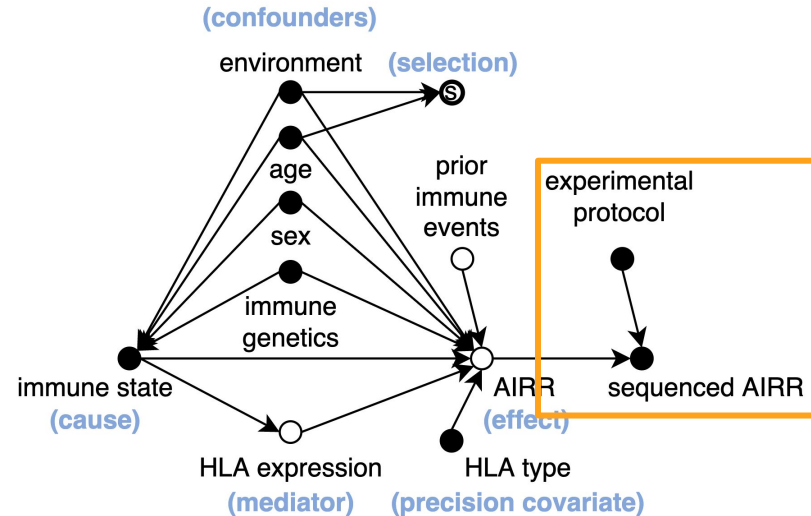 (confounders)
environment
(selection)
S
age
prior
immune
events
experimental
protocol
sex
immune
genetics
immune state
(cause)
AIRR
(effect)
sequenced AIRR
HLA expression
(mediator)
HLA type
(precision covariate)